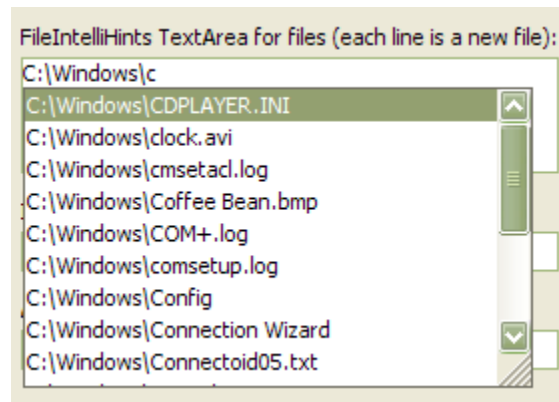 FileIntelliHints TextArea for files (each line is a new file):
C:\Windows\c
C:\Windows\CDPLAYER.INI
C:\Windows\clock.avi
C:\Windows\cmsetacl.log
C:\Windows\Coffee Bean.bmp
C:\Windows\COM+.log
C:\Windows\comsetup.log
C:\Windows\Config
C:\Windows\Connection Wizard
C:\Windows\Connectoid05.txt